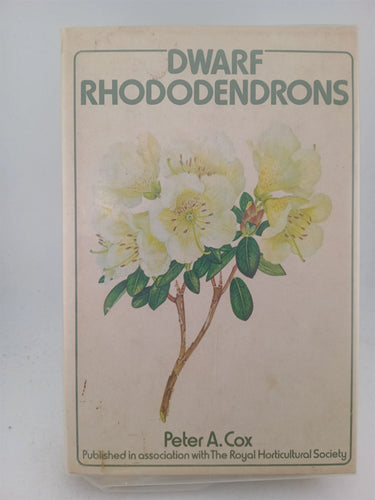 DWARF
RHODODENDRONS
Peter A. Cox
Published in association with The Royal Horticultural Society